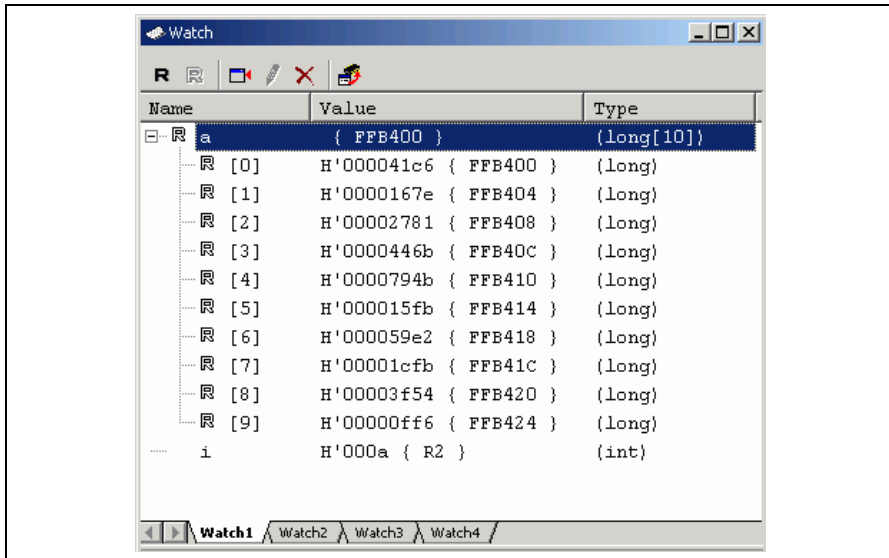 Watch
R R
Name Value Type
R a { FFB400 } (long[10])
R [0] H'000041c6 { FFB400 } (long)
R [1] H'0000167e { FFB404 } (long)
R [2] H'00002781 { FFB408 } (long)
R [3] H'0000446b { FFB40C } (long)
R [4] H'0000794b { FFB410 } (long)
R [5] H'000015fb { FFB414 } (long)
R [6] H'000059e2 { FFB418 } (long)
R [7] H'00001cfb { FFB41C } (long)
R [8] H'00003f54 { FFB420 } (long)
R [9] H'00000ff6 { FFB424 } (long)
i H'000a { R2 } (int)
Watch1 Watch2 Watch3 Watch4